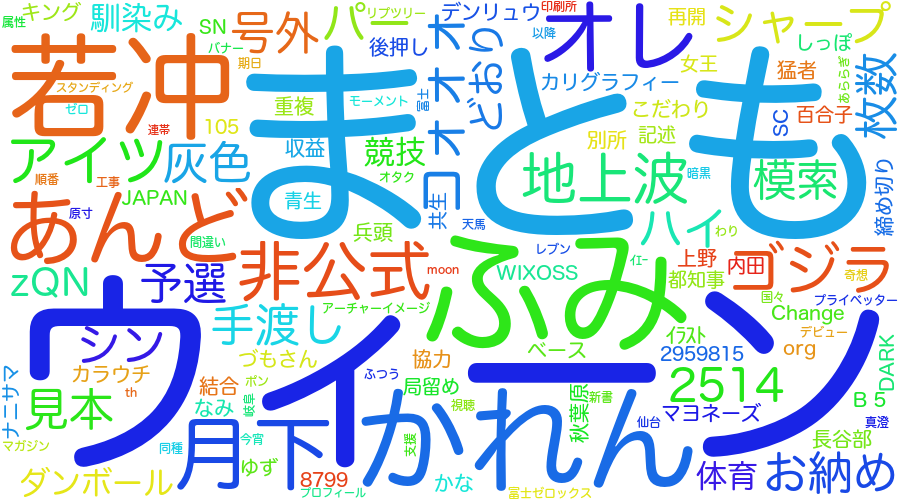 キング
馴染み
SN
号外
パー
リブツリー
デンリュウ
印刷所
オレ
再開
シャープ
属性
バナー
後押し
以降
しっぽ
スタンディング
期日
オオオオ
どおり
カリグラフィー
女王
猛者
あららぎ
若冲
ゼロ
重複
モーメント
冨士
こだわり
百合子
枚数
まとも
連帯
105
収益
競技
コ
別所
記述
SC
アイツ
灰色
オタク
地上波
暗黒
模索
順番
工事
JAPAN
青生
共生
締め切り
原寸
兵頭
天馬
ハイ
わり
あんど
間違い
ふみ
レブン
イエー
上野
内田
ゴジラ
zQN
予選
非公式
moon
WIXOSS
都知事
奇想
国々
プライベッター
ウイーン
手渡し
アーチャーイメージ
イラスト
Change
デビュー
シン
づもさん
ベース
2959815
org
カラウチ
協力
DARK
ナニサマ
結合
ポン
ふつう
局留め
2514
B5
見本
th
なみ
岐阜
かれん
秋葉原
新書
マヨネーズ
真澄
マガジン
同種
月下
今宵
視聴
支援
仙台
長谷部
ダンボール
ゆず
8799
かな
体育
お納め
プロフィール
冨士ゼロックス